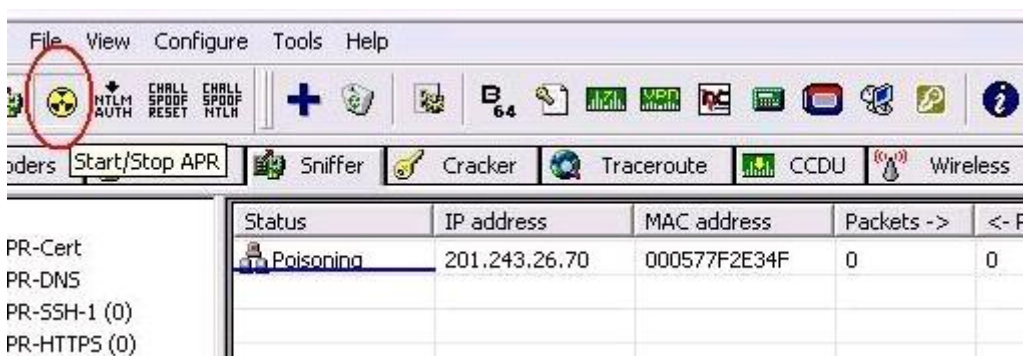 File View Configure Tools Help
NTLM AUTH CHALL SPOOF RESET CHALL SPOOF NTLM B 64
oders Start/Stop APR Sniffer Cracker Traceroute CCDU Wireless
Status IP address MAC address Packets -> <- P
PR-Cert
Poisoning 201.243.26.70 000577F2E34F 0 0
PR-DNS
PR-SSH-1 (0)
PR-HTTPS (0)